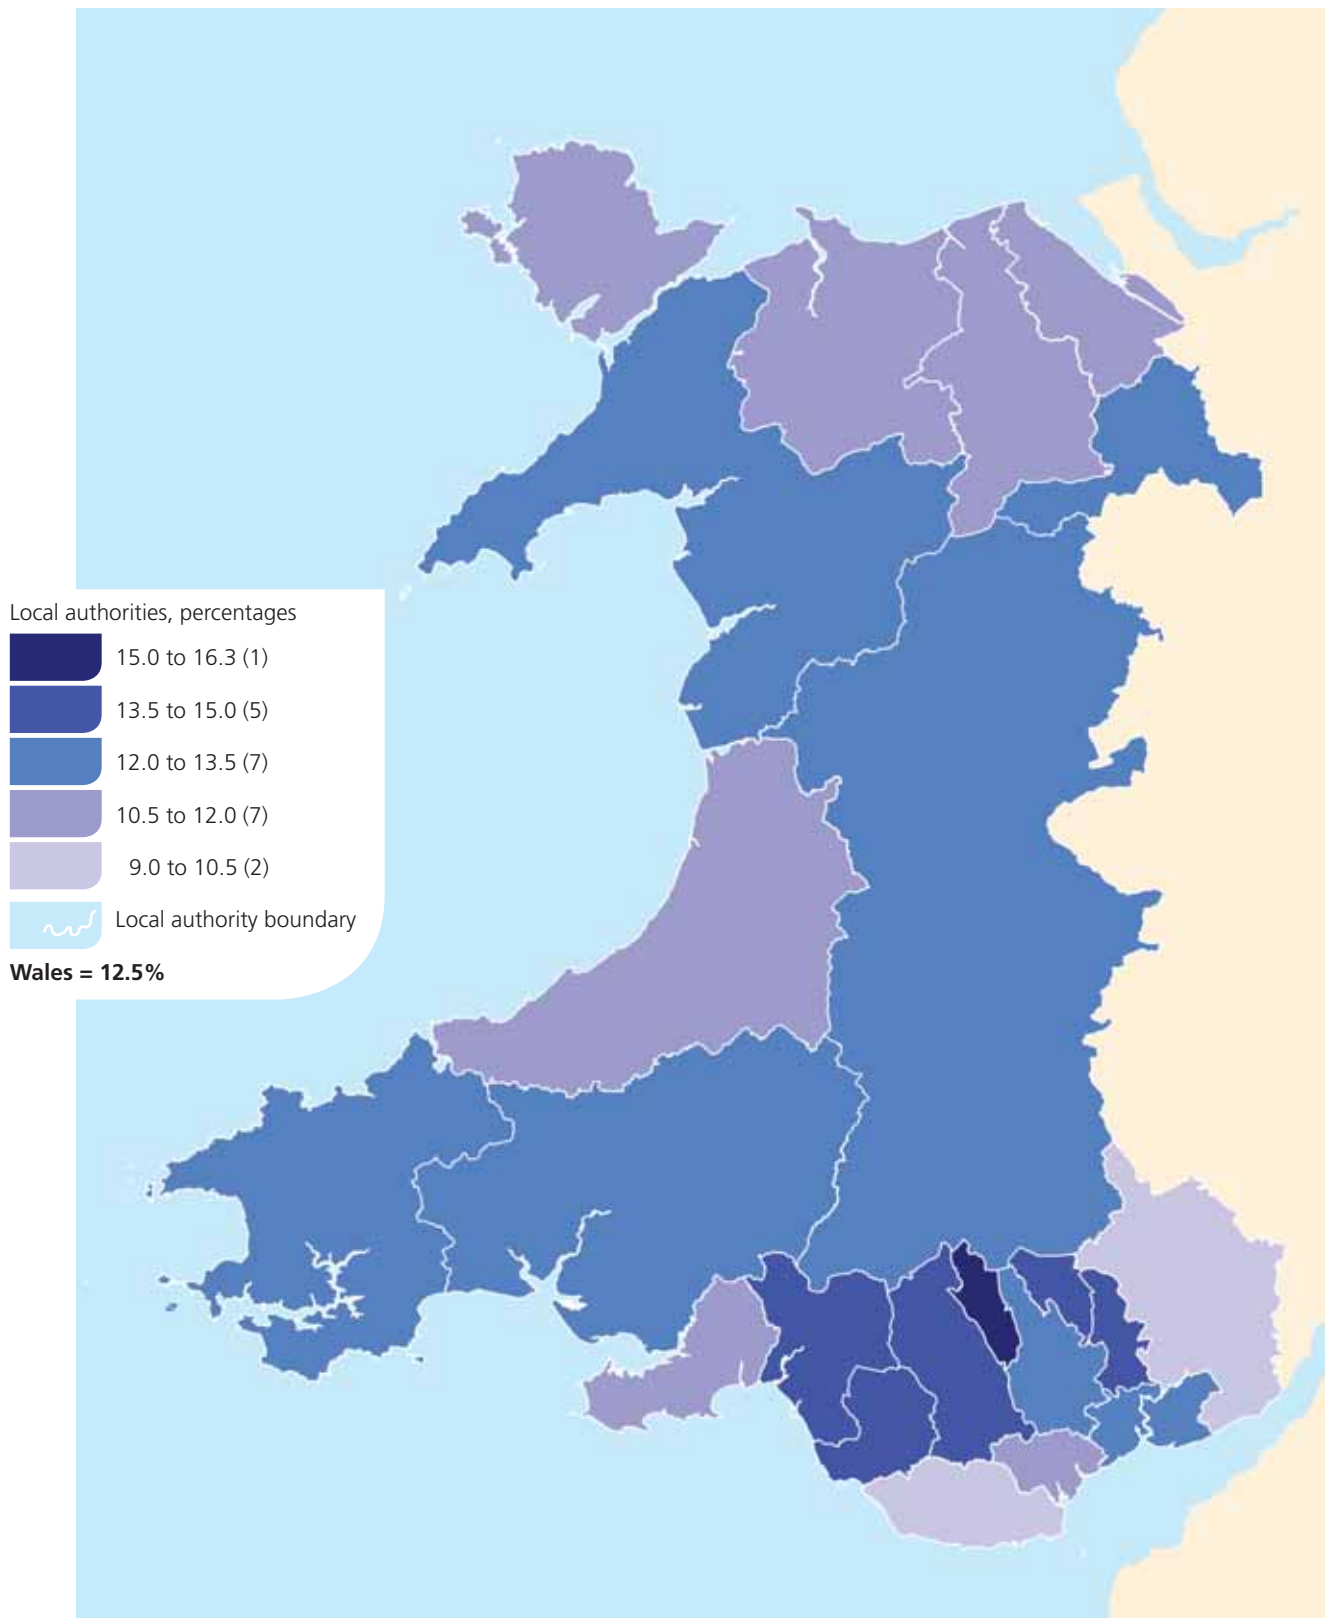 Local authorities, percentages
15.0 to 16.3 (1)
13.5 to 15.0 (5)
12.0 to 13.5 (7)
10.5 to 12.0 (7)
9.0 to 10.5 (2)
Local authority boundary
Wales = 12.5%